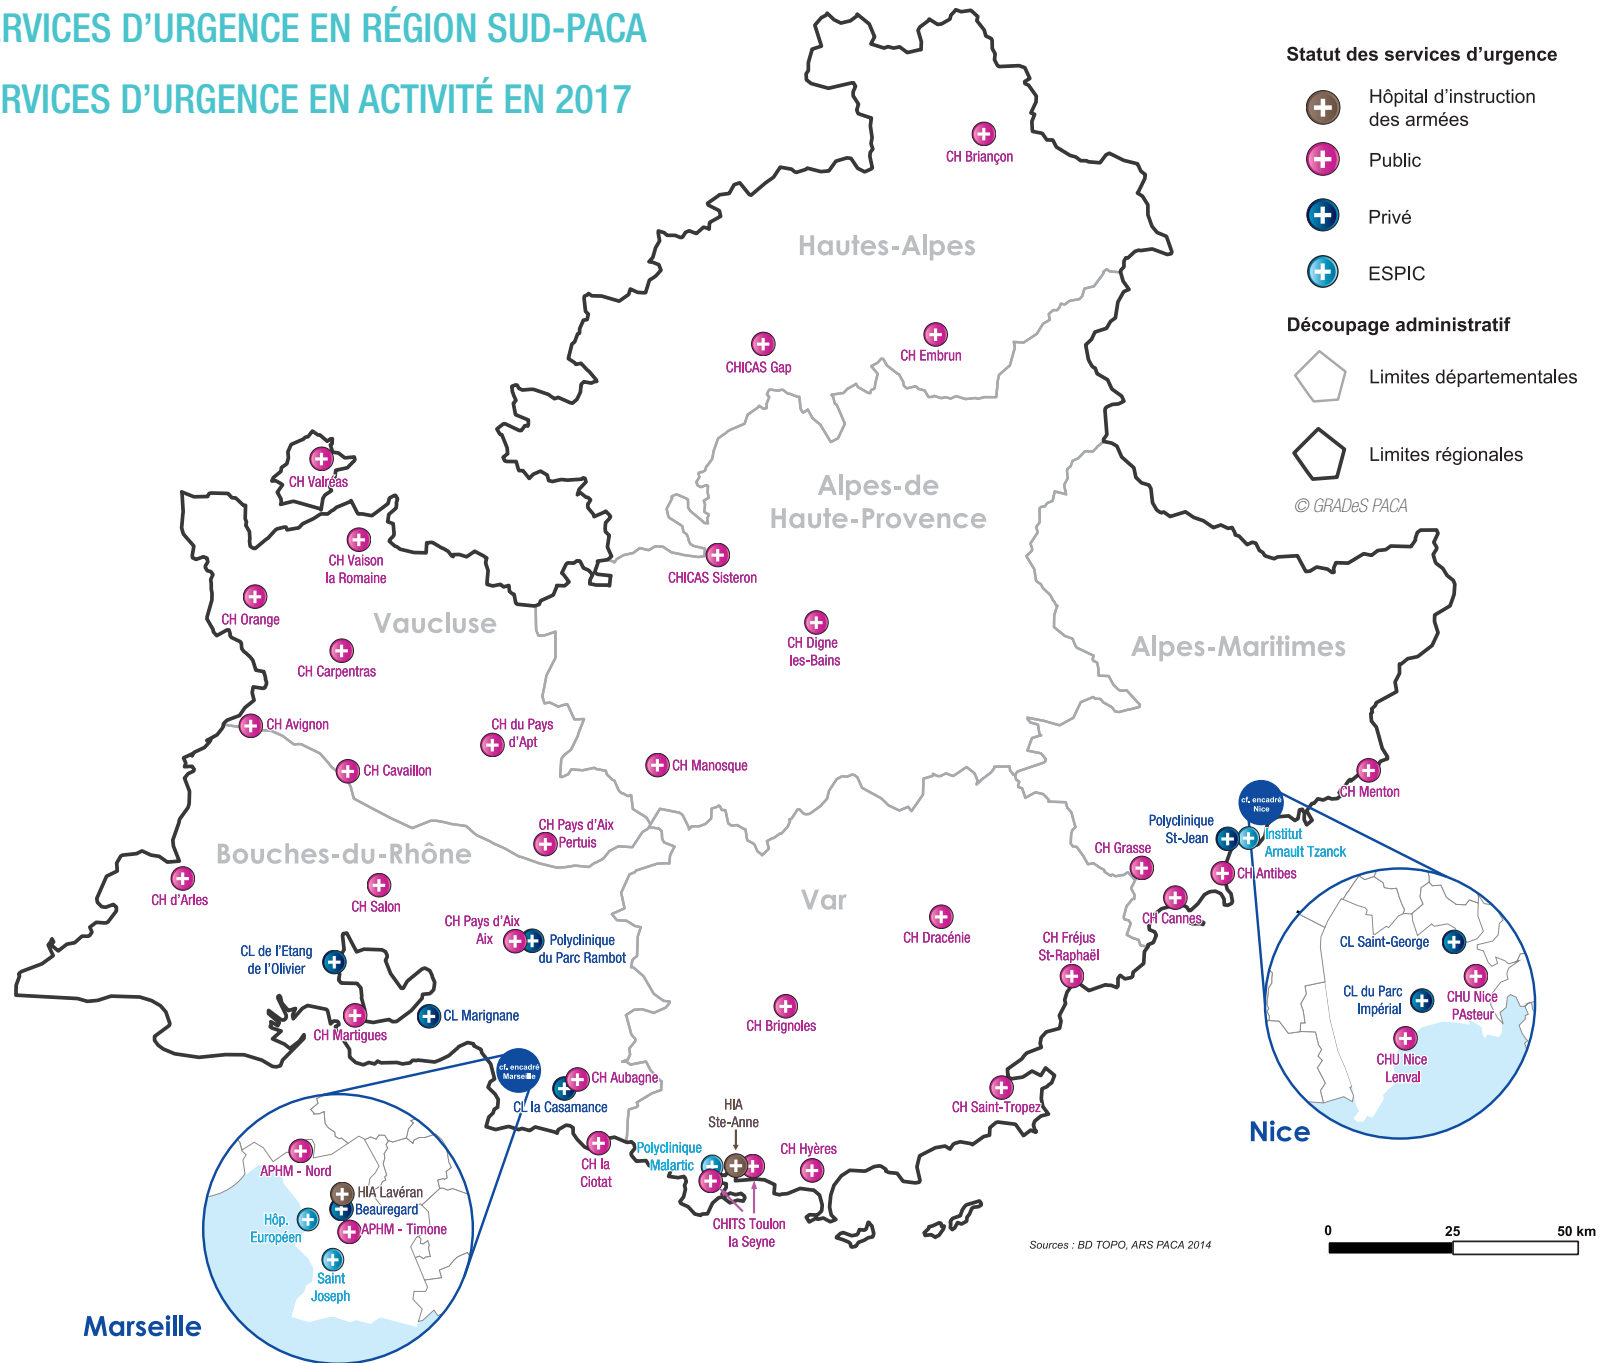 RVICES D'URGENCE EN RÉGION SUD-PACA
RVICES D'URGENCE EN ACTIVITÉ EN 2017
Statut des services d'urgence
Hôpital d'instruction
des armées
Public
Privé
ESPIC
Découpage administratif
Limites départementales
Limites régionales
© GRADeS PACA
CH Briançon
Hautes-Alpes
CHICAS Gap
CH Embrun
CH Valréas
Alpes-de
Haute-Provence
CH Vaison
la Romaine
CHICAS Sisteron
CH Orange
Vaucluse
CH Carpentras
CH Digne
les-Bains
Alpes-Maritimes
CH Avignon
CH du Pays
d'Apt
CH Cavaillon
CH Manosque
CH Menton
cf. encadré
Nice
Polyclinique
St-Jean
Institut
Arnault Tzanck
CH Pays d'Aix
Pertuis
Bouches-du-Rhône
CH Grasse
CH Antibes
CH d'Arles
CH Salon
Var
CH Cannes
CH Pays d'Aix
Aix
Polyclinique
du Parc Rambot
CH Dracénie
CH Fréjus
St-Raphaël
CL de l'Etang
de l'Olivier
CH Martigues
CL Marignane
CH Brignoles
CL Saint-George
CHU Nice
PAsteur
CL du Parc
Impérial
CHU Nice
Lenval
Nice
cf. encadré
Marseille
CH Aubagne
CL la Casamance
CH Saint-Tropez
HIA
Ste-Anne
CH la
Ciotat
Polyclinique
Malartic
CH Hyères
CHITS Toulon
la Seyne
APHM - Nord
HIA Lavéran
Beauregard
Hôp.
Européen
APHM - Timone
Saint
Joseph
Marseille
Sources : BD TOPO, ARS PACA 2014
0 25 50 km